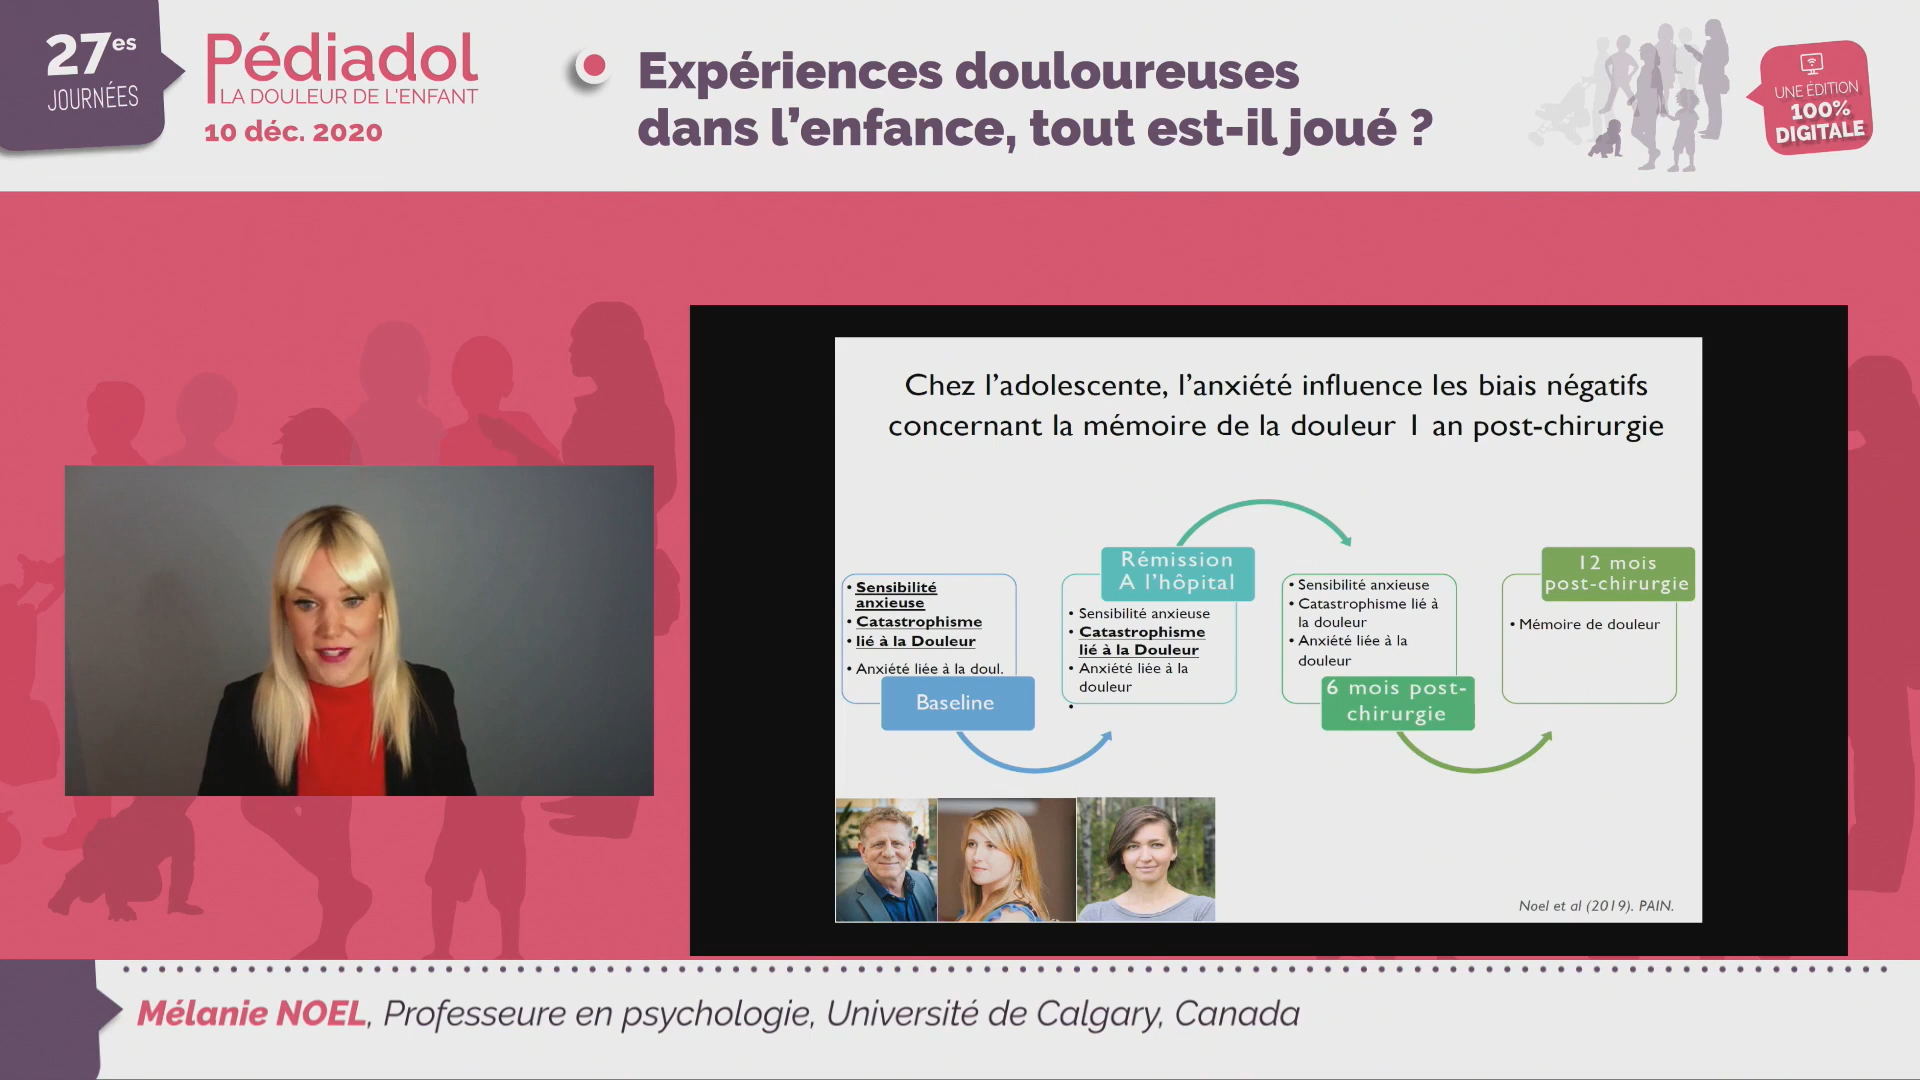 27es
JOURNÉES
Pédiadol
LA DOULEUR DE L'ENFANT
10 déc. 2020
Expériences douloureuses
dans l'enfance, tout est-il joué ?
UNE ÉDITION
100%
DIGITALE
Chez l'adolescente, l'anxiété influence les biais négatifs
concernant la mémoire de la douleur 1 an post-chirurgie
• Sensibilité
anxieuse
• Catastrophisme
• lié à la Douleur
• Anxiété liée à la doul.
Baseline
Rémission
A l'hôpital
• Sensibilité anxieuse
• Catastrophisme
lié à la Douleur
• Anxiété liée à la
douleur
•
• Sensibilité anxieuse
• Catastrophisme lié à
la douleur
• Anxiété liée à la
douleur
6 mois post-
chirurgie
12 mois
post-chirurgie
• Mémoire de douleur
Noel et al (2019). PAIN.
Mélanie NOEL, Professeure en psychologie, Université de Calgary, Canada